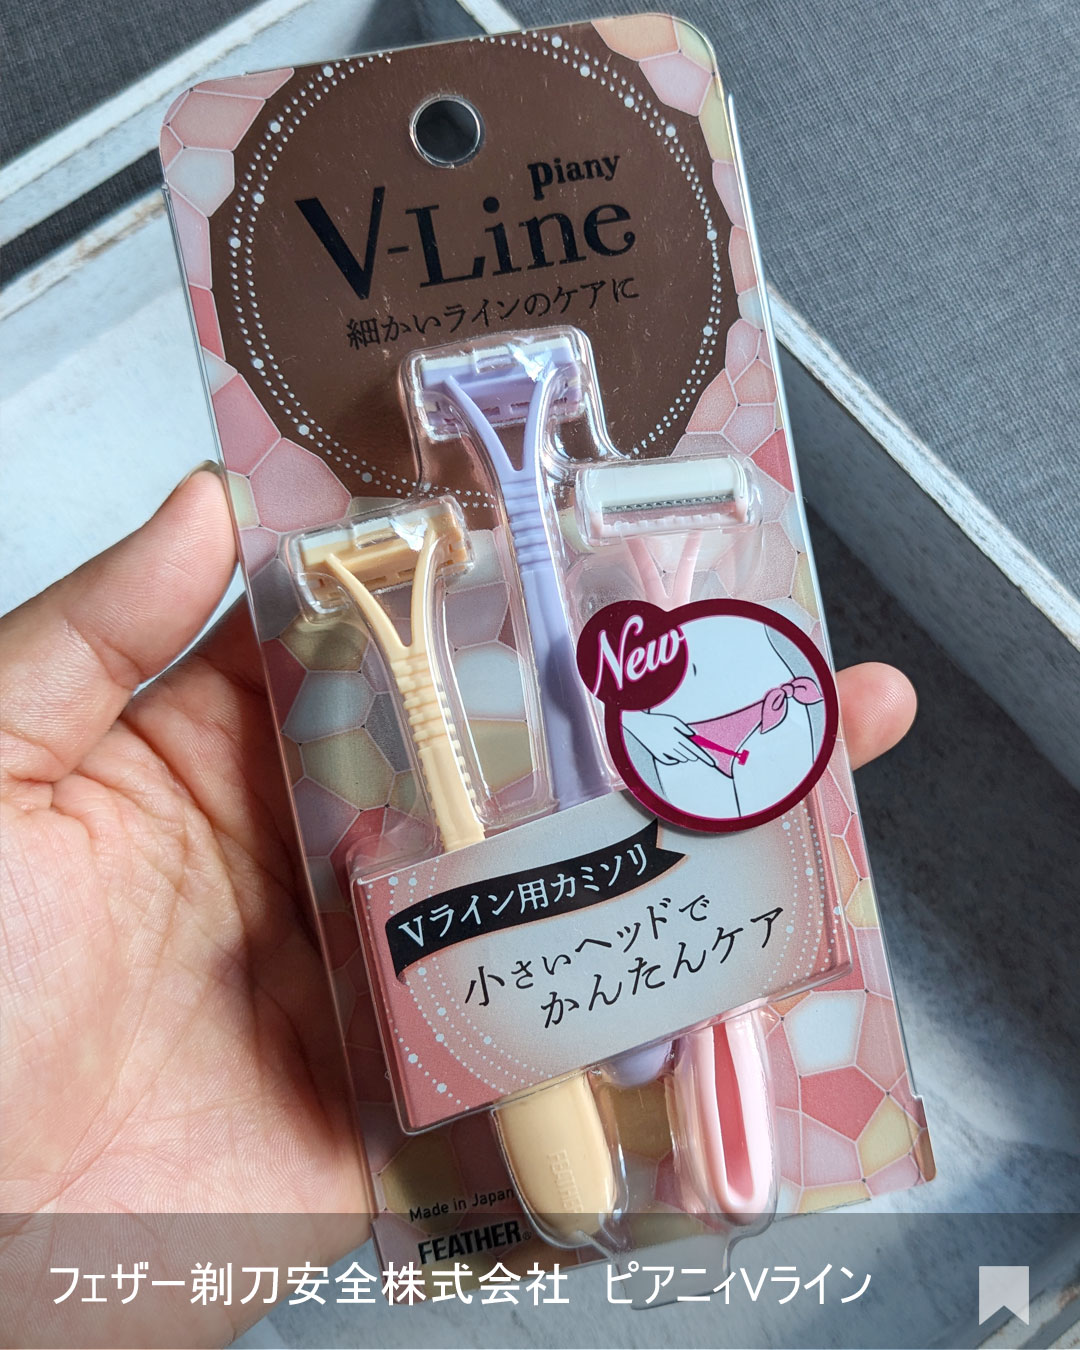 Piany
V-Line
細かいラインのケアに
New
Vライン用カミソリ
小さいヘッドで
かんたんケア
FEATHER
Made in Japan
FEATHER®
フェザー剃刀安全株式会社 ピアニィVライン